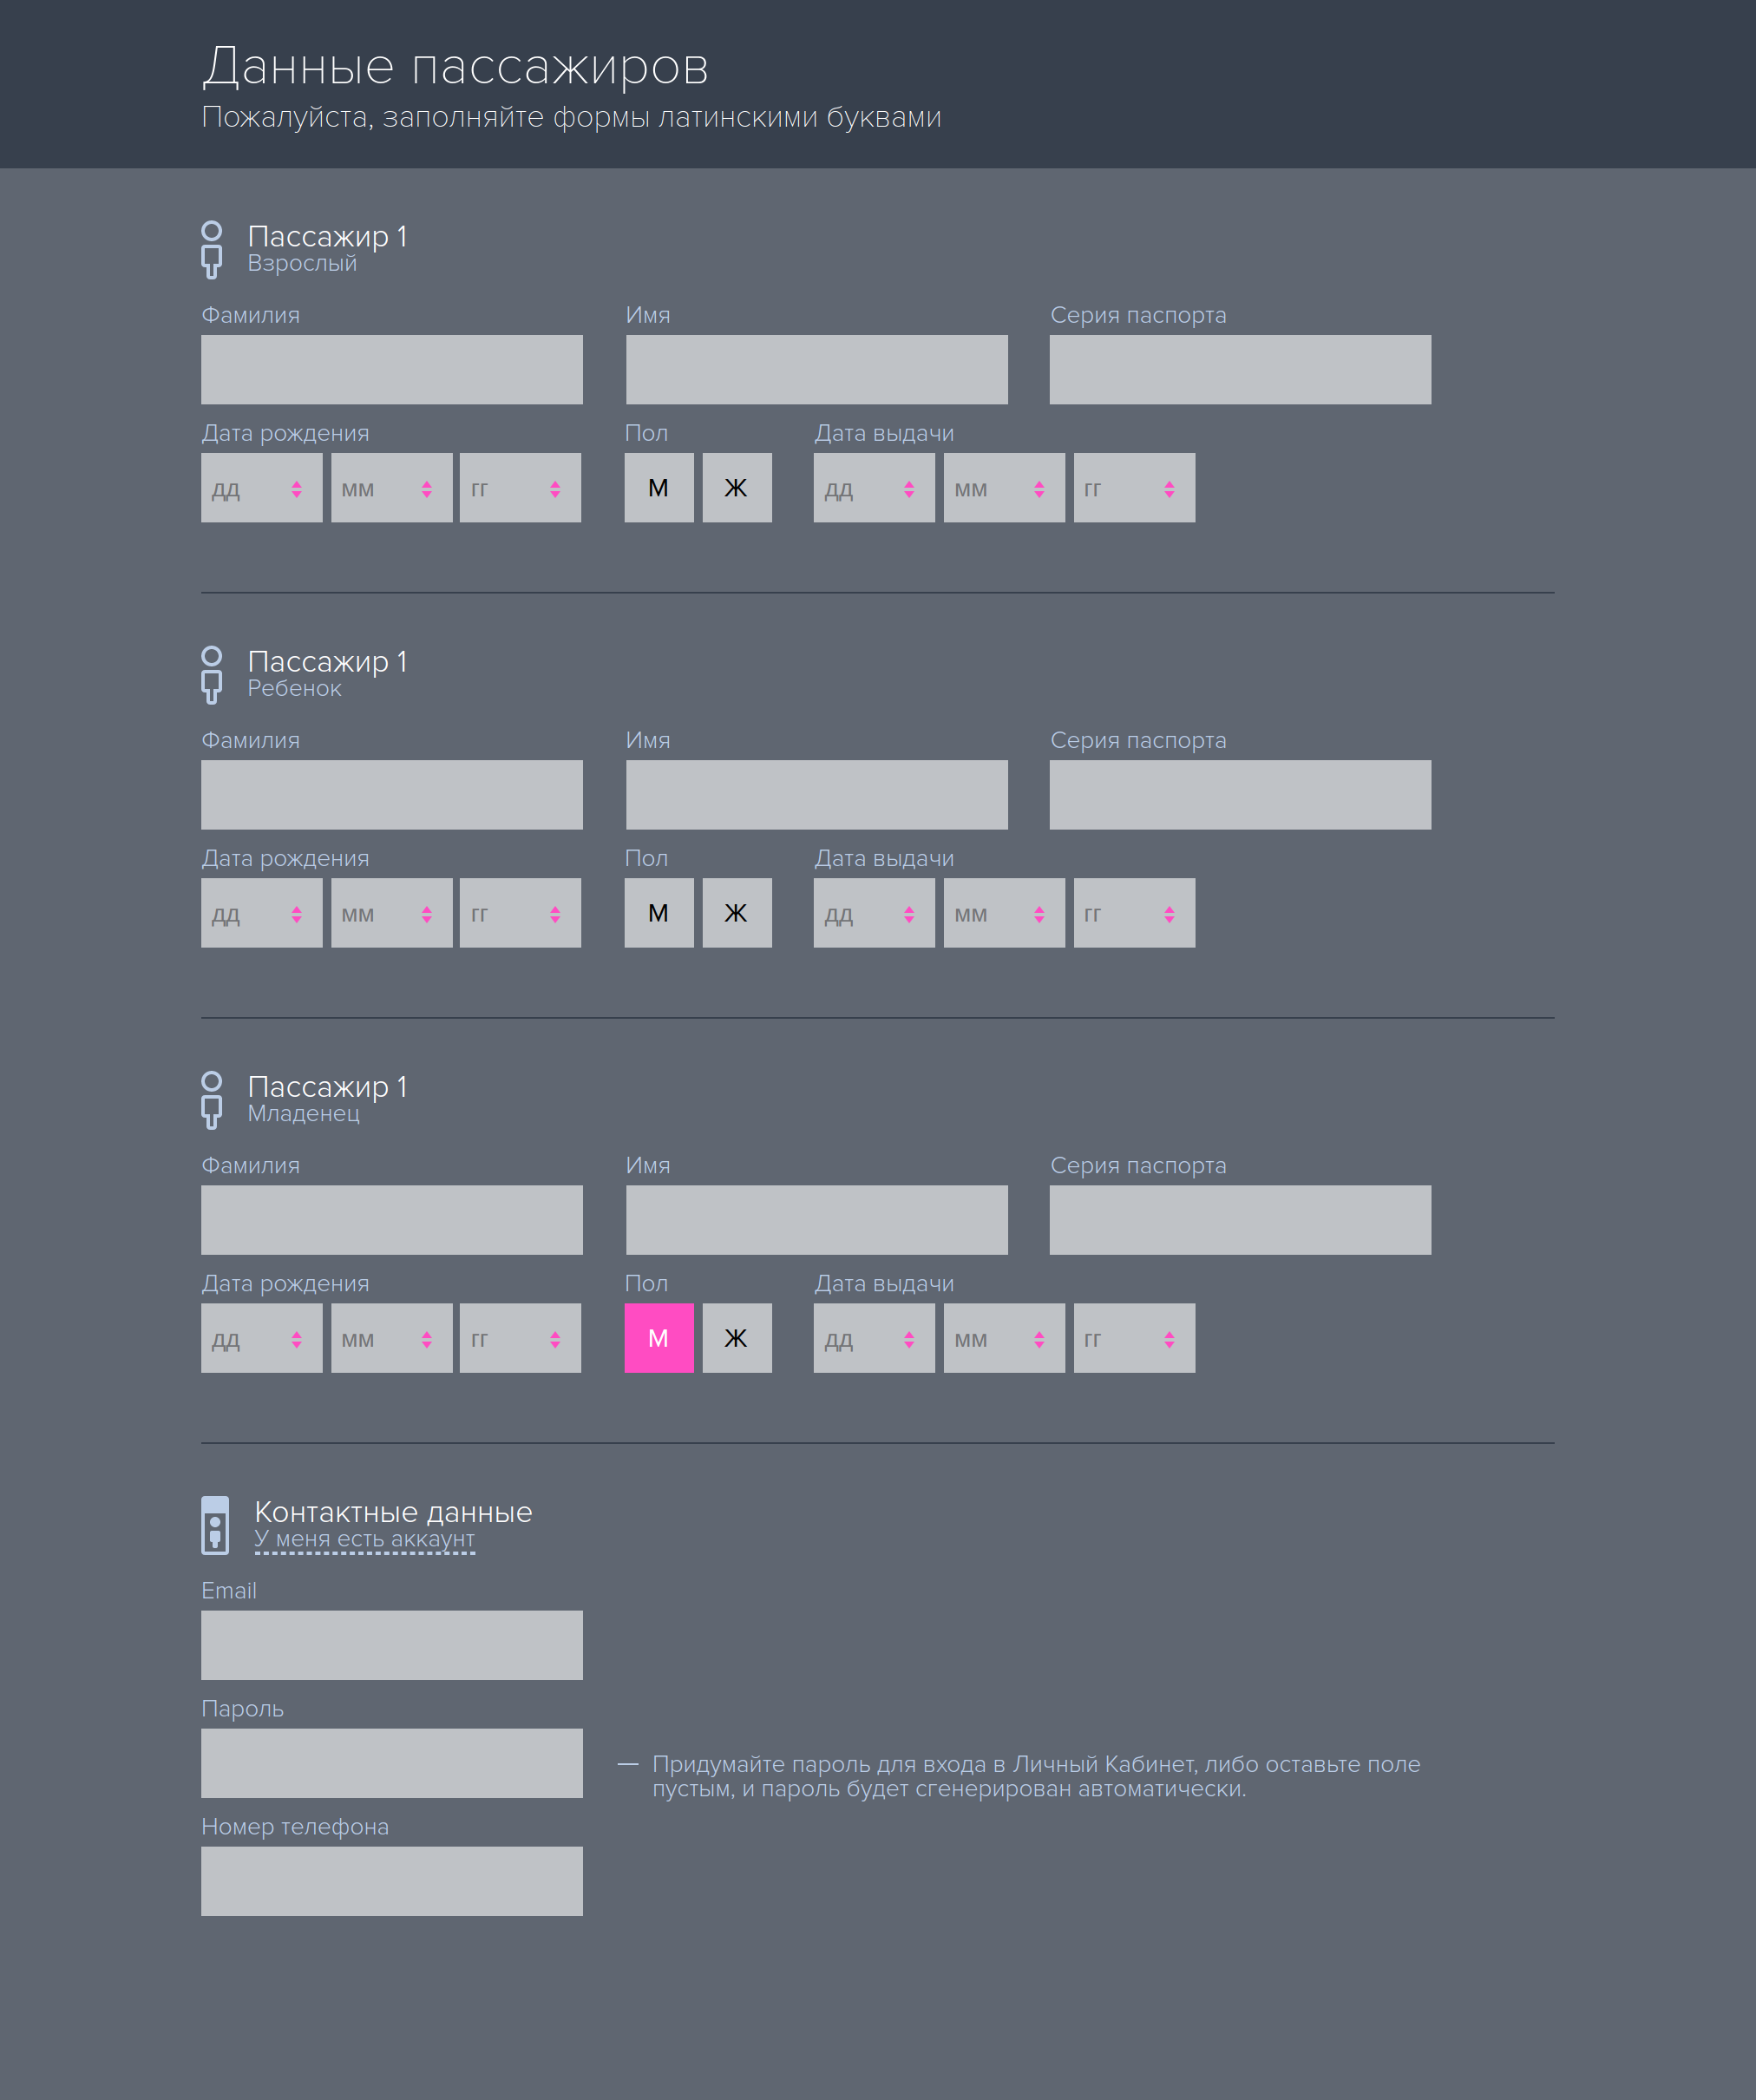 Данные пассажиров
Пожалуйста, заполняйте формы латинскими буквами
Пассажир 1
Взрослый
Фамилия Имя Серия паспорта
Дата рождения Пол Дата выдачи
дд мм гг М Ж дд мм гг
Пассажир 1
Ребенок
Фамилия Имя Серия паспорта
Дата рождения Пол Дата выдачи
дд мм гг М Ж дд мм гг
Пассажир 1
Младенец
Фамилия Имя Серия паспорта
Дата рождения Пол Дата выдачи
дд мм гг М Ж дд мм гг
Контактные данные
У меня есть аккаунт
Email
Пароль
— Придумайте пароль для входа в Личный Кабинет, либо оставьте поле
пустым, и пароль будет сгенерирован автоматически.
Номер телефона